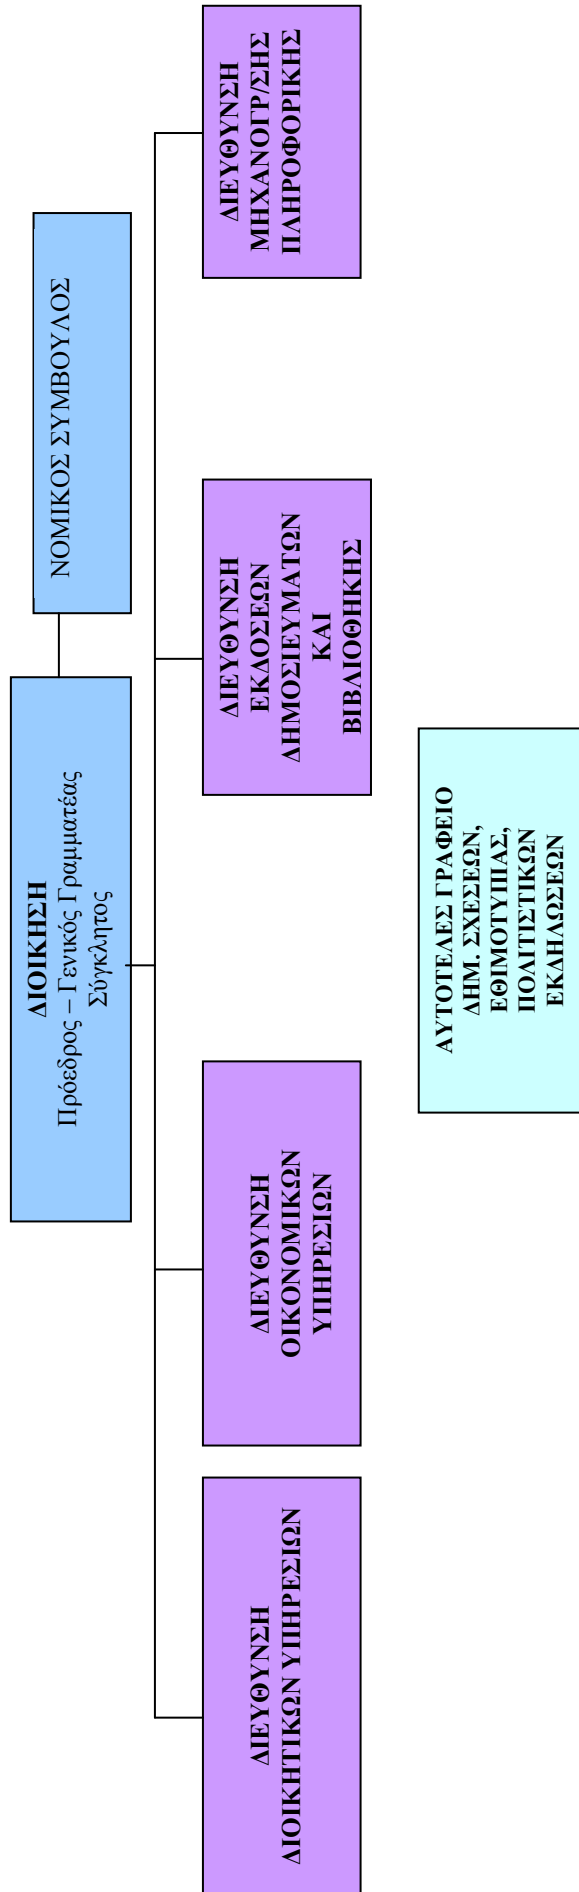 ΔΙΟΙΚΗΣΗ
Πρόεδρος – Γενικός Γραμματέας
Σύγκλητος
ΝΟΜΙΚΟΣ ΣΥΜΒΟΥΛΟΣ
ΔΙΕΥΘΥΝΣΗ
ΔΙΟΙΚΗΤΙΚΩΝ ΥΠΗΡΕΣΙΩΝ
ΔΙΕΥΘΥΝΣΗ
ΟΙΚΟΝΟΜΙΚΩΝ
ΥΠΗΡΕΣΙΩΝ
ΔΙΕΥΘΥΝΣΗ
ΕΚΔΟΣΕΩΝ
ΔΗΜΟΣΙΕΥΜΑΤΩΝ
ΚΑΙ
ΒΙΒΛΙΟΘΗΚΗΣ
ΔΙΕΥΘΥΝΣΗ
ΜΗΧΑΝΟΓΡ/ΣΗΣ
ΠΛΗΡΟΦΟΡΙΚΗΣ
ΑΥΤΟΤΕΛΕΣ ΓΡΑΦΕΙΟ
ΔΗΜ. ΣΧΕΣΕΩΝ,
ΕΘΙΜΟΤΥΠΙΑΣ,
ΠΟΛΙΤΙΣΤΙΚΩΝ
ΕΚΔΗΛΩΣΕΩΝ